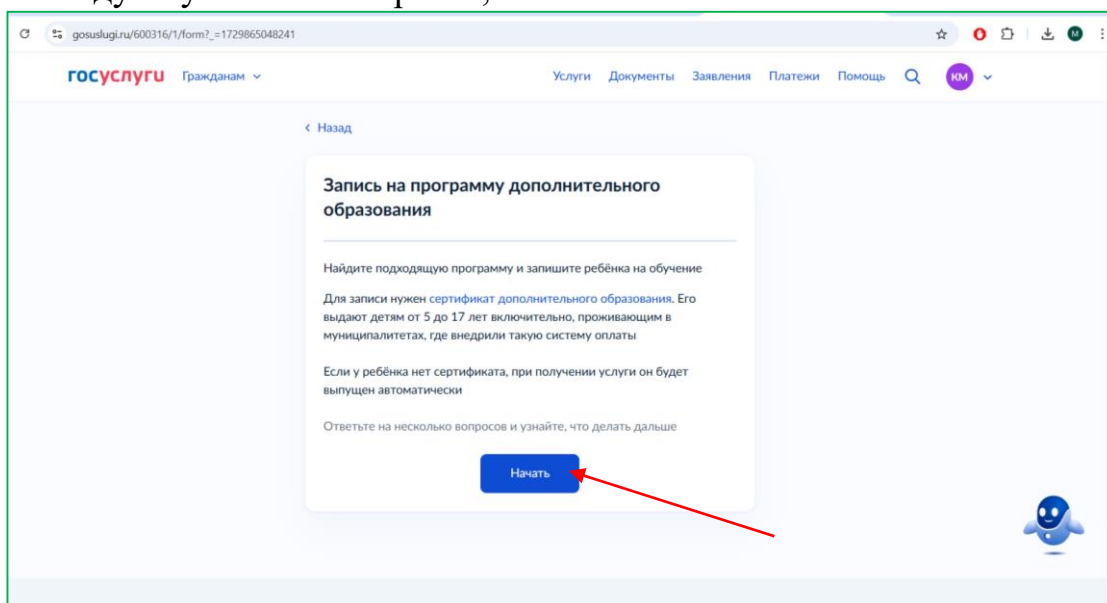 gosuslugi.ru/600316/1/form?_=1729865048241
госуслуги Гражданам Услуги Документы Заявления Платежи Помощь КМ
Назад
Запись на программу дополнительного
образования
Найдите подходящую программу и запишите ребёнка на обучение
Для записи нужен сертификат дополнительного образования. Его
выдают детям от 5 до 17 лет включительно, проживающим в
муниципалитетах, где внедрили такую систему оплаты
Если у ребёнка нет сертификата, при получении услуги он будет
выпущен автоматически
Ответьте на несколько вопросов и узнайте, что делать дальше
Начать